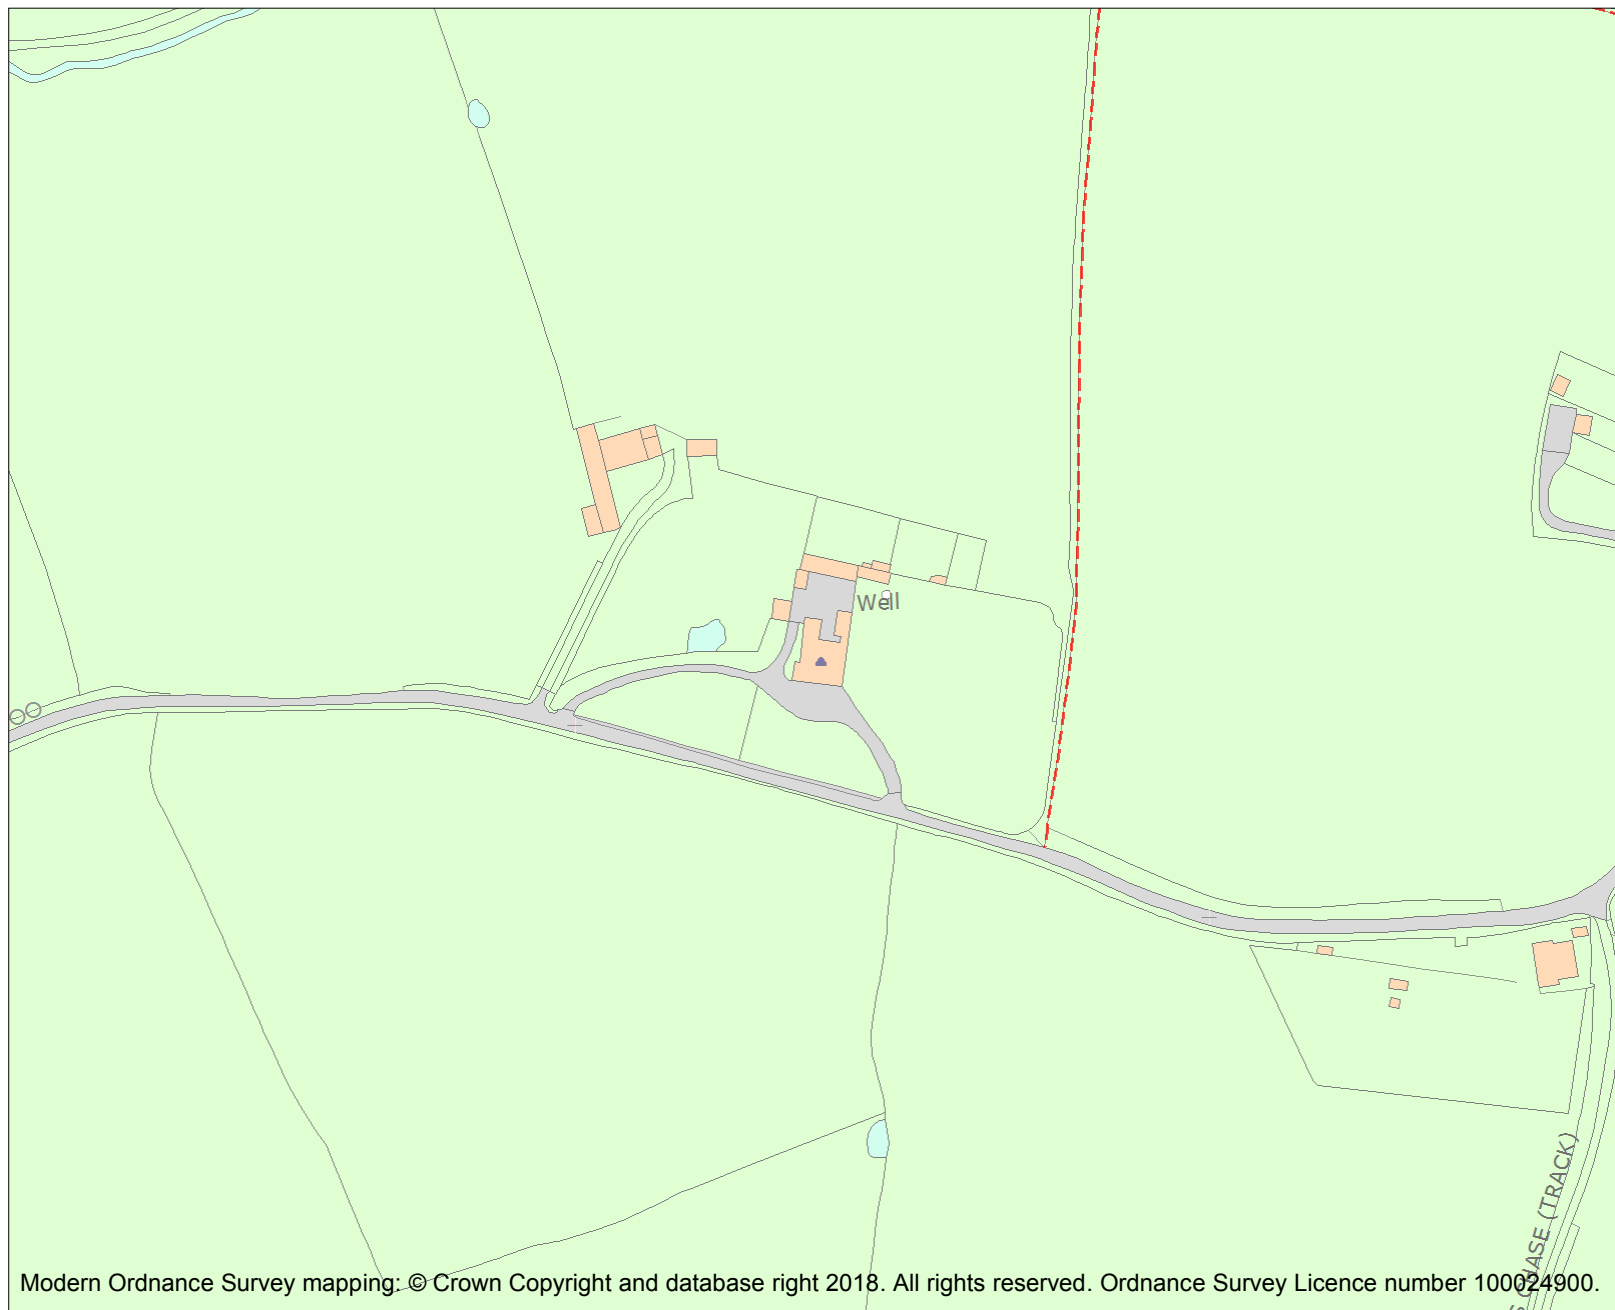 Well
CHASE (TRACK)
Modern Ordnance Survey mapping: © Crown Copyright and database right 2018. All rights reserved. Ordnance Survey Licence number 100024900.